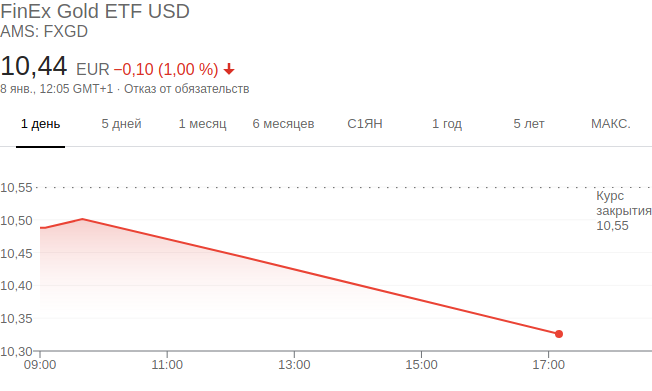 FinEx Gold ETF USD
AMS: FXGD
10,44 EUR −0,10 (1,00 %)
8 янв., 12:05 GMT+1 · Отказ от обязательств
1 день 5 дней 1 месяц 6 месяцев С1ЯН 1 год 5 лет МАКС.
10,55
Курс
закрытия
10,55
10,50
10,45
10,40
10,35
10,30
09:00 11:00 13:00 15:00 17:00